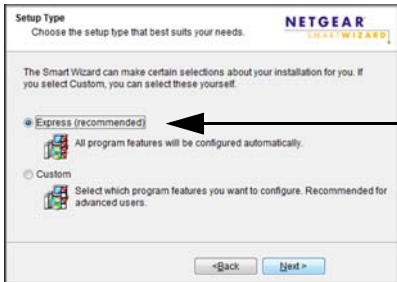 Setup Type
Choose the setup type that best suits your needs.
NETGEAR
SMARTWIZARD
The Smart Wizard can make certain selections about your installation for you. If
you select Custom, you can select these yourself.
Express (recommended)
All program features will be configured automatically.
Custom
Select which program features you want to configure. Recommended for
advanced users.
<Back
Next >